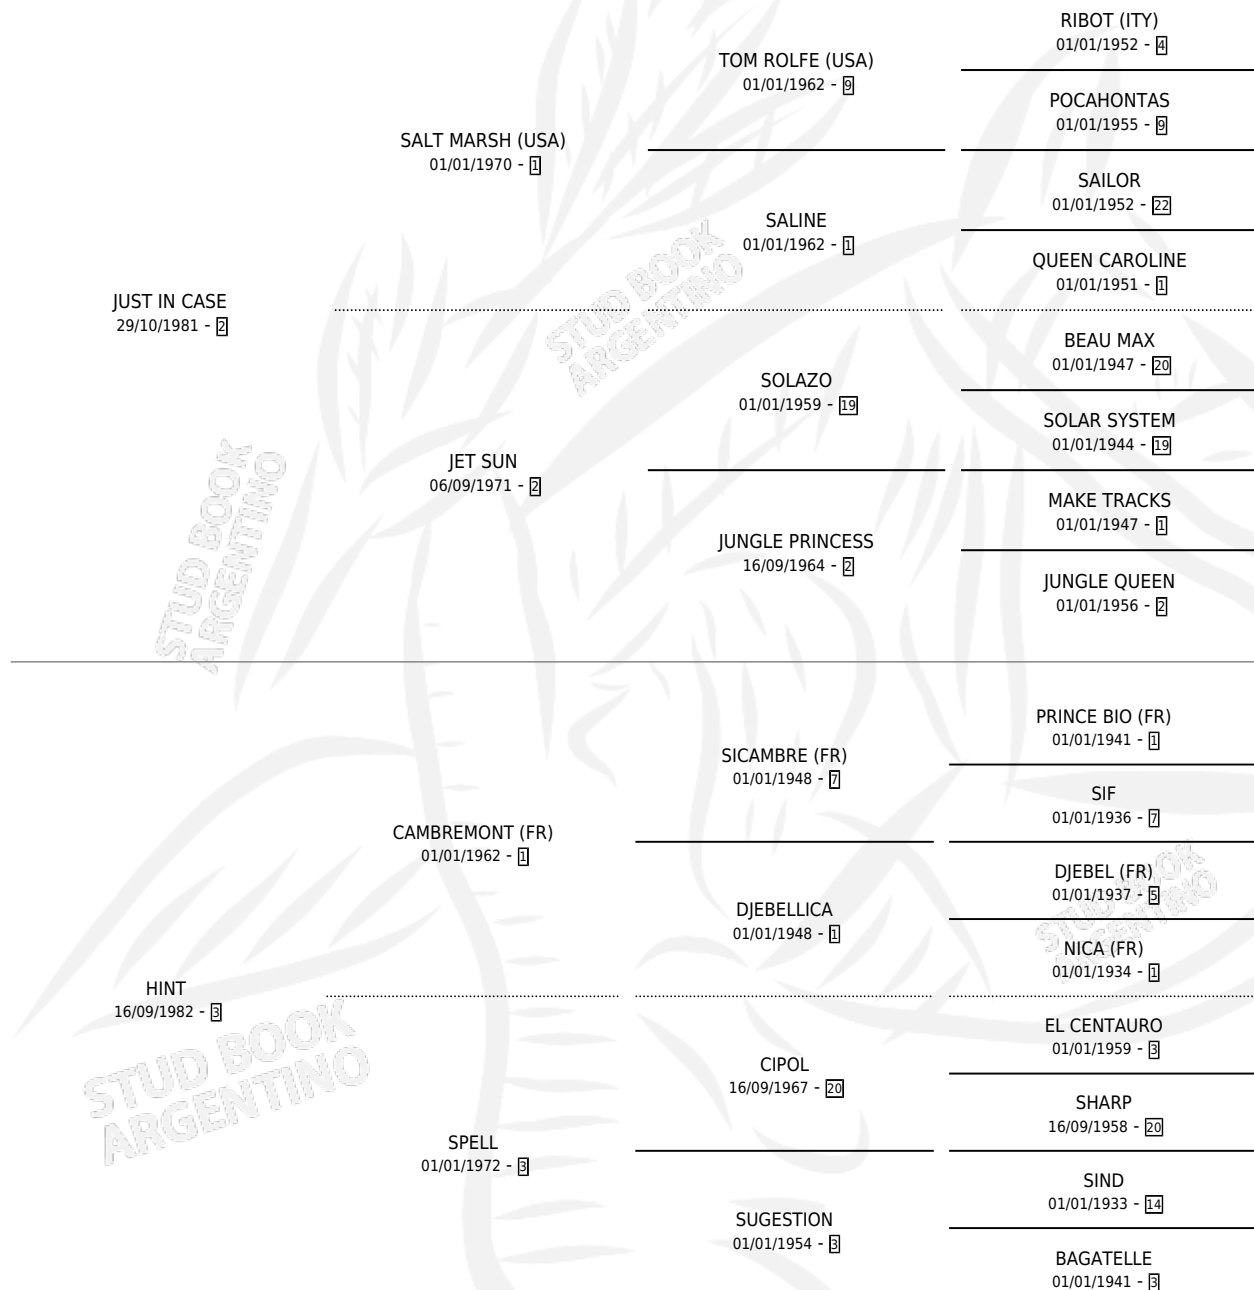 RIBOT (ITY)
01/01/1952 - 4
TOM ROLFE (USA)
01/01/1962 - 9
POCAHONTAS
01/01/1955 - 9
SALT MARSH (USA)
01/01/1970 - 1
SAILOR
01/01/1952 - 22
SALINE
01/01/1962 - 1
QUEEN CAROLINE
01/01/1951 - 1
JUST IN CASE
29/10/1981 - 2
BEAU MAX
01/01/1947 - 20
SOLAZO
01/01/1959 - 19
SOLAR SYSTEM
01/01/1944 - 19
JET SUN
06/09/1971 - 2
MAKE TRACKS
01/01/1947 - 1
JUNGLE PRINCESS
16/09/1964 - 2
JUNGLE QUEEN
01/01/1956 - 2
PRINCE BIO (FR)
01/01/1941 - 1
SICAMBRE (FR)
01/01/1948 - 7
SIF
01/01/1936 - 7
CAMBREMONT (FR)
01/01/1962 - 1
DJEBEL (FR)
01/01/1937 - 5
DJEBELLICA
01/01/1948 - 1
NICA (FR)
01/01/1934 - 1
HINT
16/09/1982 - 3
EL CENTAURO
01/01/1959 - 3
CIPOL
16/09/1967 - 20
SHARP
16/09/1958 - 20
SPELL
01/01/1972 - 3
SIND
01/01/1933 - 14
SUGESTION
01/01/1954 - 3
BAGATELLE
01/01/1941 - 3
STUD BOOK
ARGENTINO
STUD BOOK
ARGENTINO
STUD BOOK
ARGENTINO
STUD BOOK
ARGENTINO